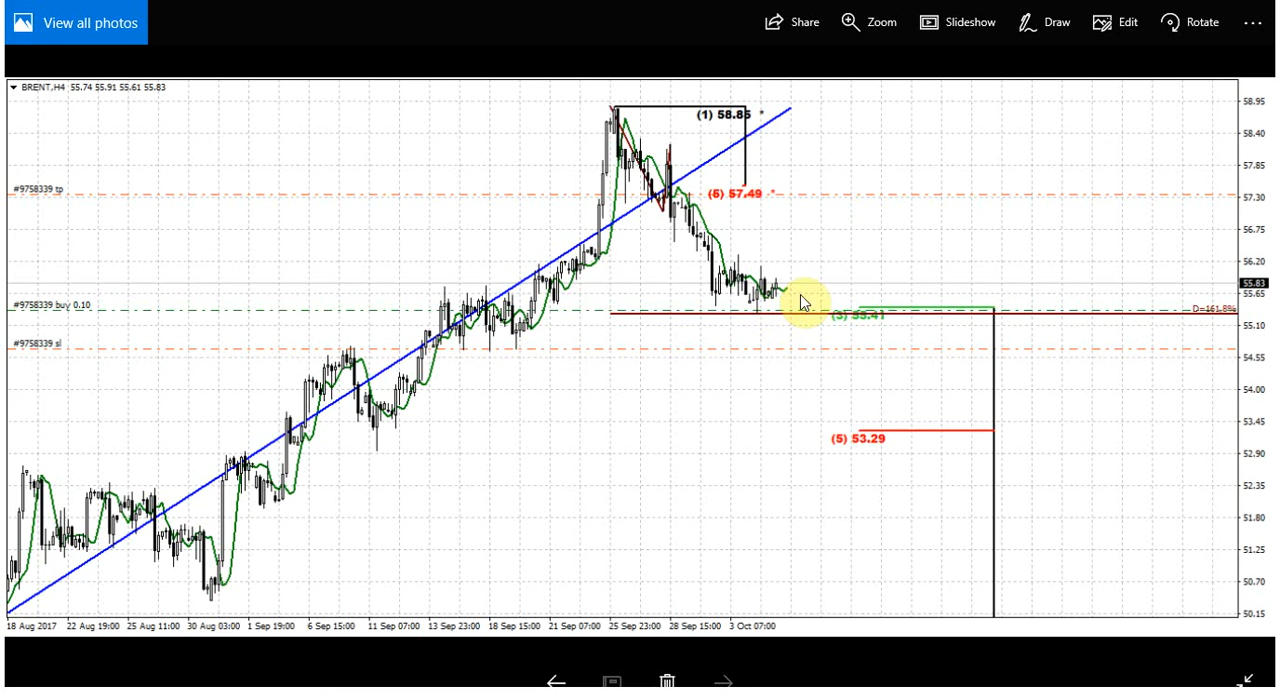 View all photos
Share
Zoom
Slideshow
Draw
Edit
Rotate
BRENT,H4 55.74 55.91 55.61 55.83
(1) 58.85 *
58.95
58.40
57.85
#9758339 tp
(6) 57.49 *
57.30
56.75
56.20
55.83
55.65
#9758339 buy 0.10
D=161.8%
(3) 55.41
55.10
#9758339 sl
54.55
54.00
53.45
(5) 53.29
52.90
52.35
51.80
51.25
50.70
50.15
18 Aug 2017 22 Aug 19:00 25 Aug 11:00 30 Aug 03:00 1 Sep 19:00 6 Sep 15:00 11 Sep 07:00 13 Sep 23:00 18 Sep 15:00 21 Sep 07:00 25 Sep 23:00 28 Sep 15:00 3 Oct 07:00